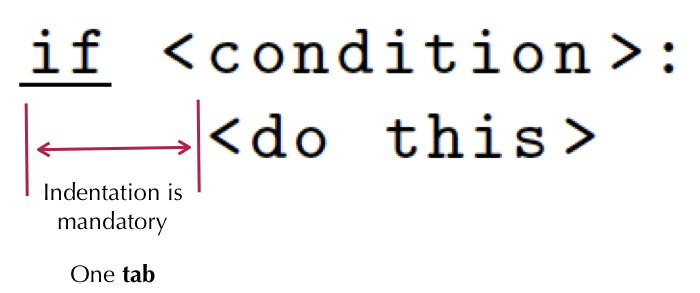 if <condition>:
<do this>
Indentation is
mandatory
One tab